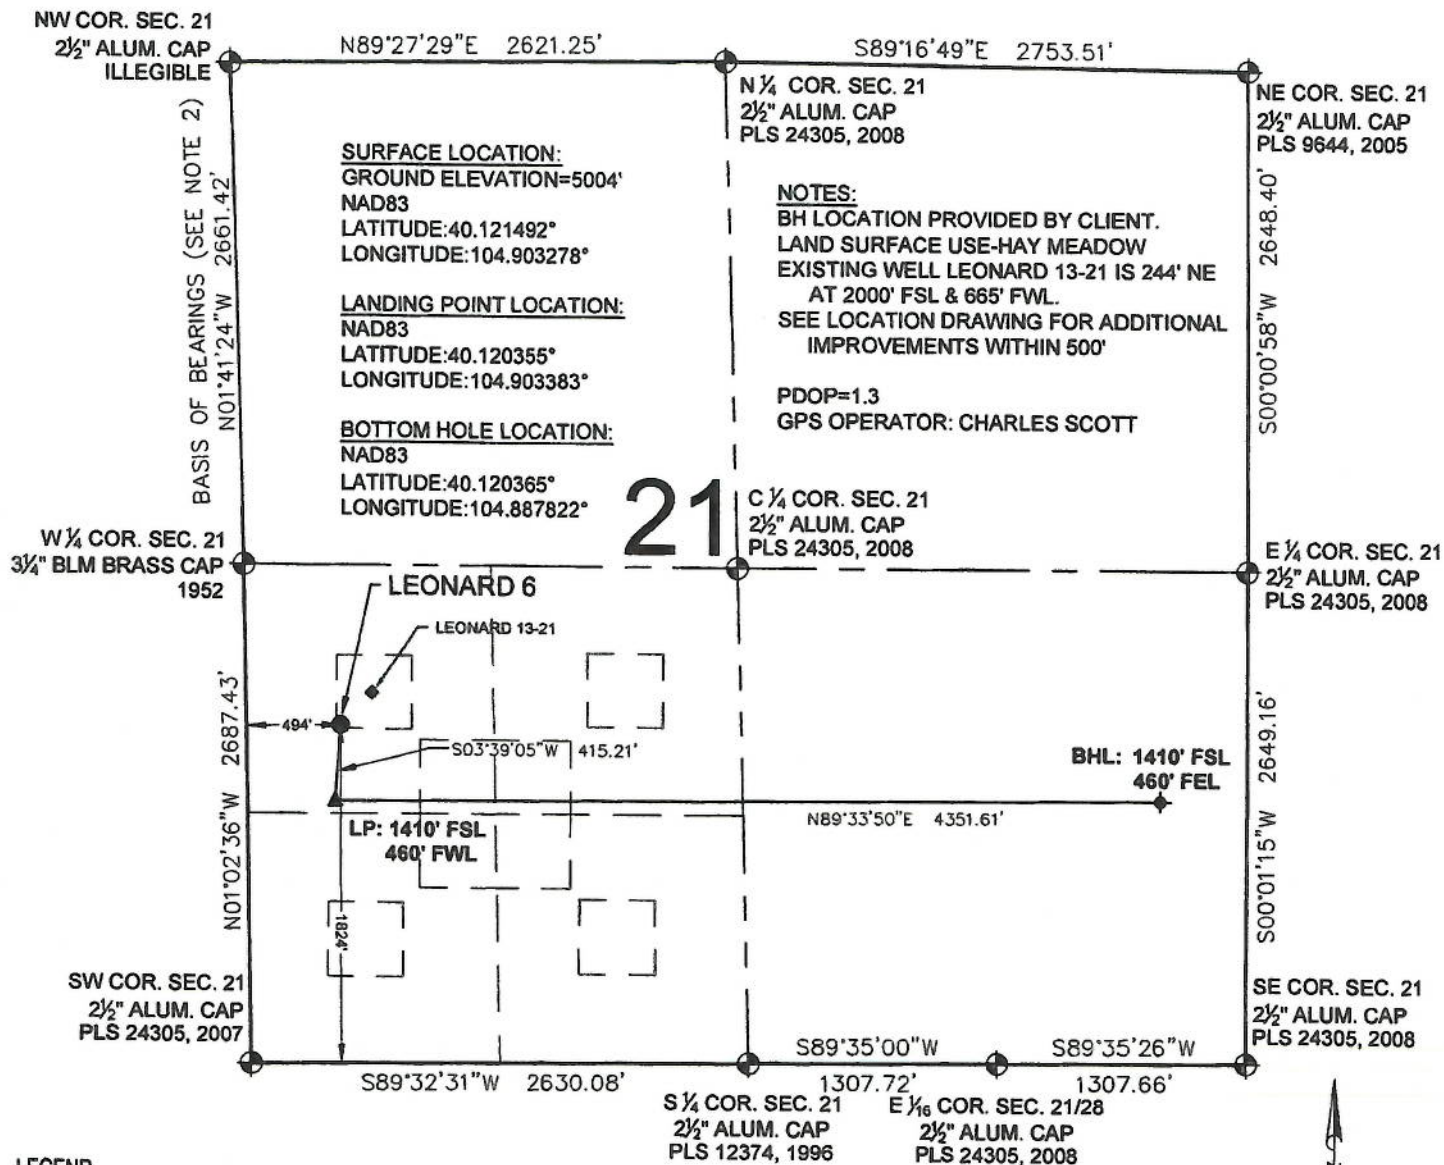 NW COR. SEC. 21
2½" ALUM. CAP
ILLEGIBLE
N89°27'29"E 2621.25'
S89°16'49"E 2753.51'
N ¼ COR. SEC. 21
2½" ALUM. CAP
PLS 24305, 2008
NE COR. SEC. 21
2½" ALUM. CAP
PLS 9644, 2005
BASIS OF BEARINGS (SEE NOTE 2)
N01°41'24"W 2661.42'
SURFACE LOCATION:
GROUND ELEVATION=5004'
NAD83
LATITUDE:40.121492°
LONGITUDE:104.903278°
LANDING POINT LOCATION:
NAD83
LATITUDE:40.120355°
LONGITUDE:104.903383°
BOTTOM HOLE LOCATION:
NAD83
LATITUDE:40.120365°
LONGITUDE:104.887822°
NOTES:
BH LOCATION PROVIDED BY CLIENT.
LAND SURFACE USE-HAY MEADOW
EXISTING WELL LEONARD 13-21 IS 244' NE
AT 2000' FSL & 665' FWL.
SEE LOCATION DRAWING FOR ADDITIONAL
IMPROVEMENTS WITHIN 500'
PDOP=1.3
GPS OPERATOR: CHARLES SCOTT
S00°00'58"W 2648.40'
21
C ¼ COR. SEC. 21
2½" ALUM. CAP
PLS 24305, 2008
W ¼ COR. SEC. 21
3¼" BLM BRASS CAP
1952
E ¼ COR. SEC. 21
2½" ALUM. CAP
PLS 24305, 2008
LEONARD 6
LEONARD 13-21
494'
N01°02'36"W 2687.43'
S03°39'05"W 415.21'
BHL: 1410' FSL
460' FEL
N89°33'50"E 4351.61'
LP: 1410' FSL
460' FWL
1824'
S00°01'15"W 2649.16'
SW COR. SEC. 21
2½" ALUM. CAP
PLS 24305, 2007
SE COR. SEC. 21
2½" ALUM. CAP
PLS 24305, 2008
S89°32'31"W 2630.08'
S89°35'00"W
1307.72'
S89°35'26"W
1307.66'
S ¼ COR. SEC. 21
2½" ALUM. CAP
PLS 12374, 1996
E 1⁄16 COR. SEC. 21/28
2½" ALUM. CAP
PLS 24305, 2008
LEGEND